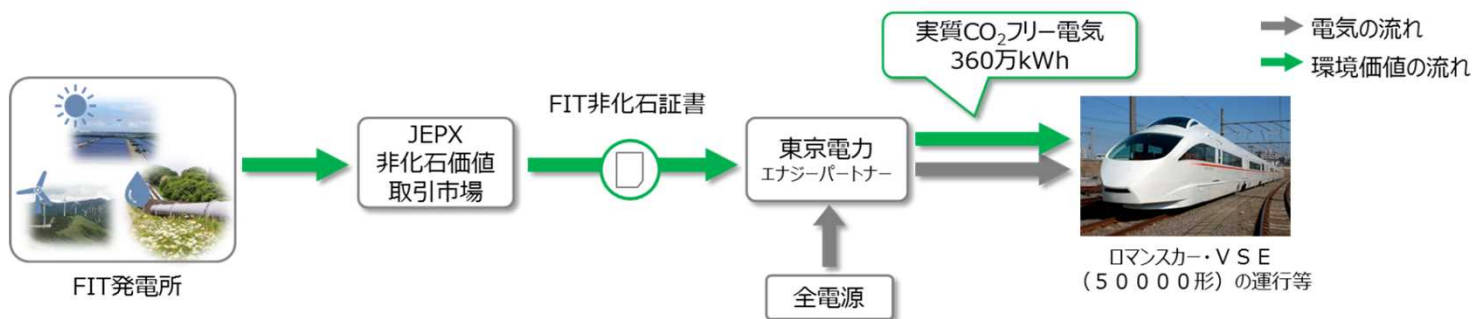 実質CO₂フリー電気
360万kWh
電気の流れ
環境価値の流れ
FIT非化石証書
JEPX
非化石価値
取引市場
東京電力
エナジーパートナー
FIT発電所
全電源
ロマンスカー・ＶＳＥ
（５００００形）の運行等